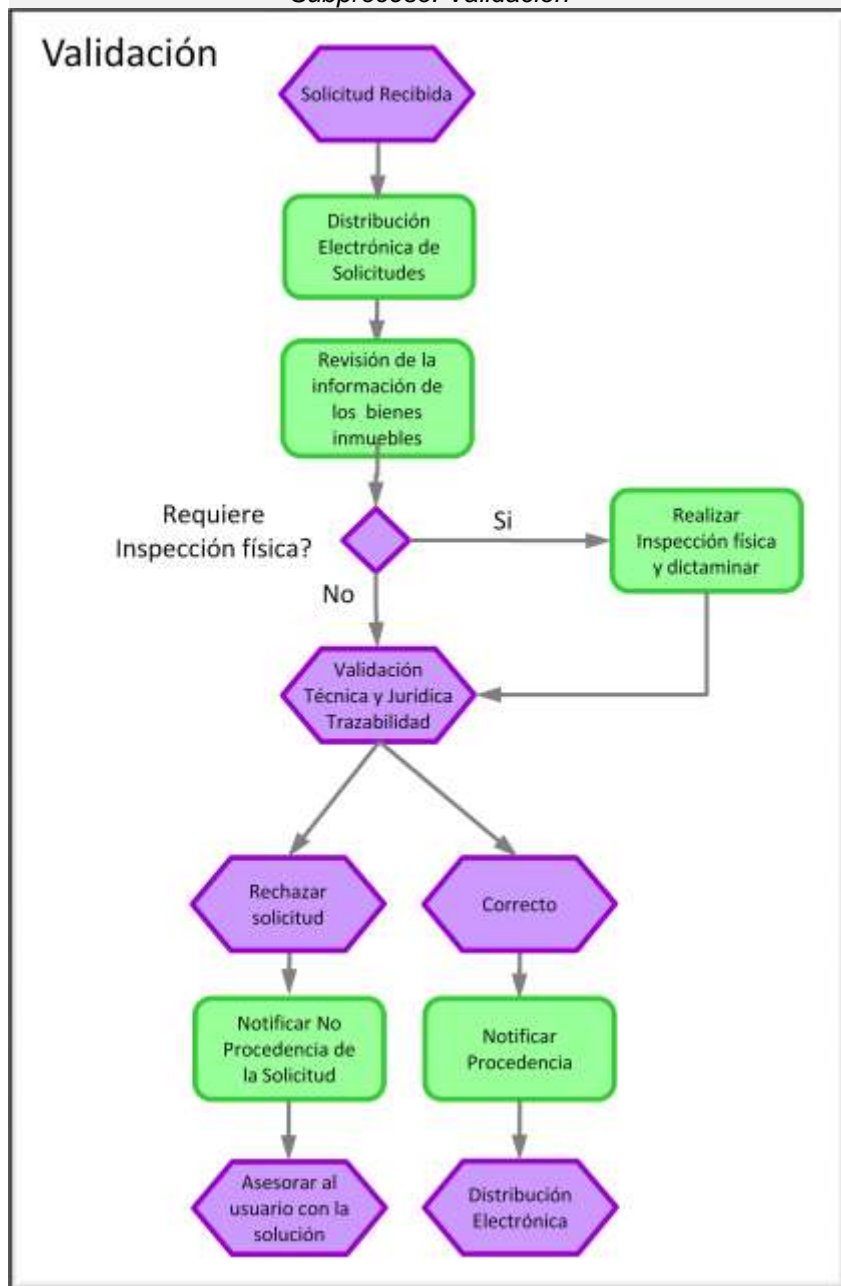 Subproceso: Validación
Validación
Solicitud Recibida
Distribución
Electrónica de
Solicitudes
Revisión de la
información de
los bienes
inmuebles
Requiere
Inspección física?
Si
Realizar
Inspección física
y dictaminar
No
Validación
Técnica y Jurídica
Trazabilidad
Rechazar
solicitud
Correcto
Notificar No
Procedencia de
la Solicitud
Notificar
Procedencia
Asesorar al
usuario con la
solución
Distribución
Electrónica